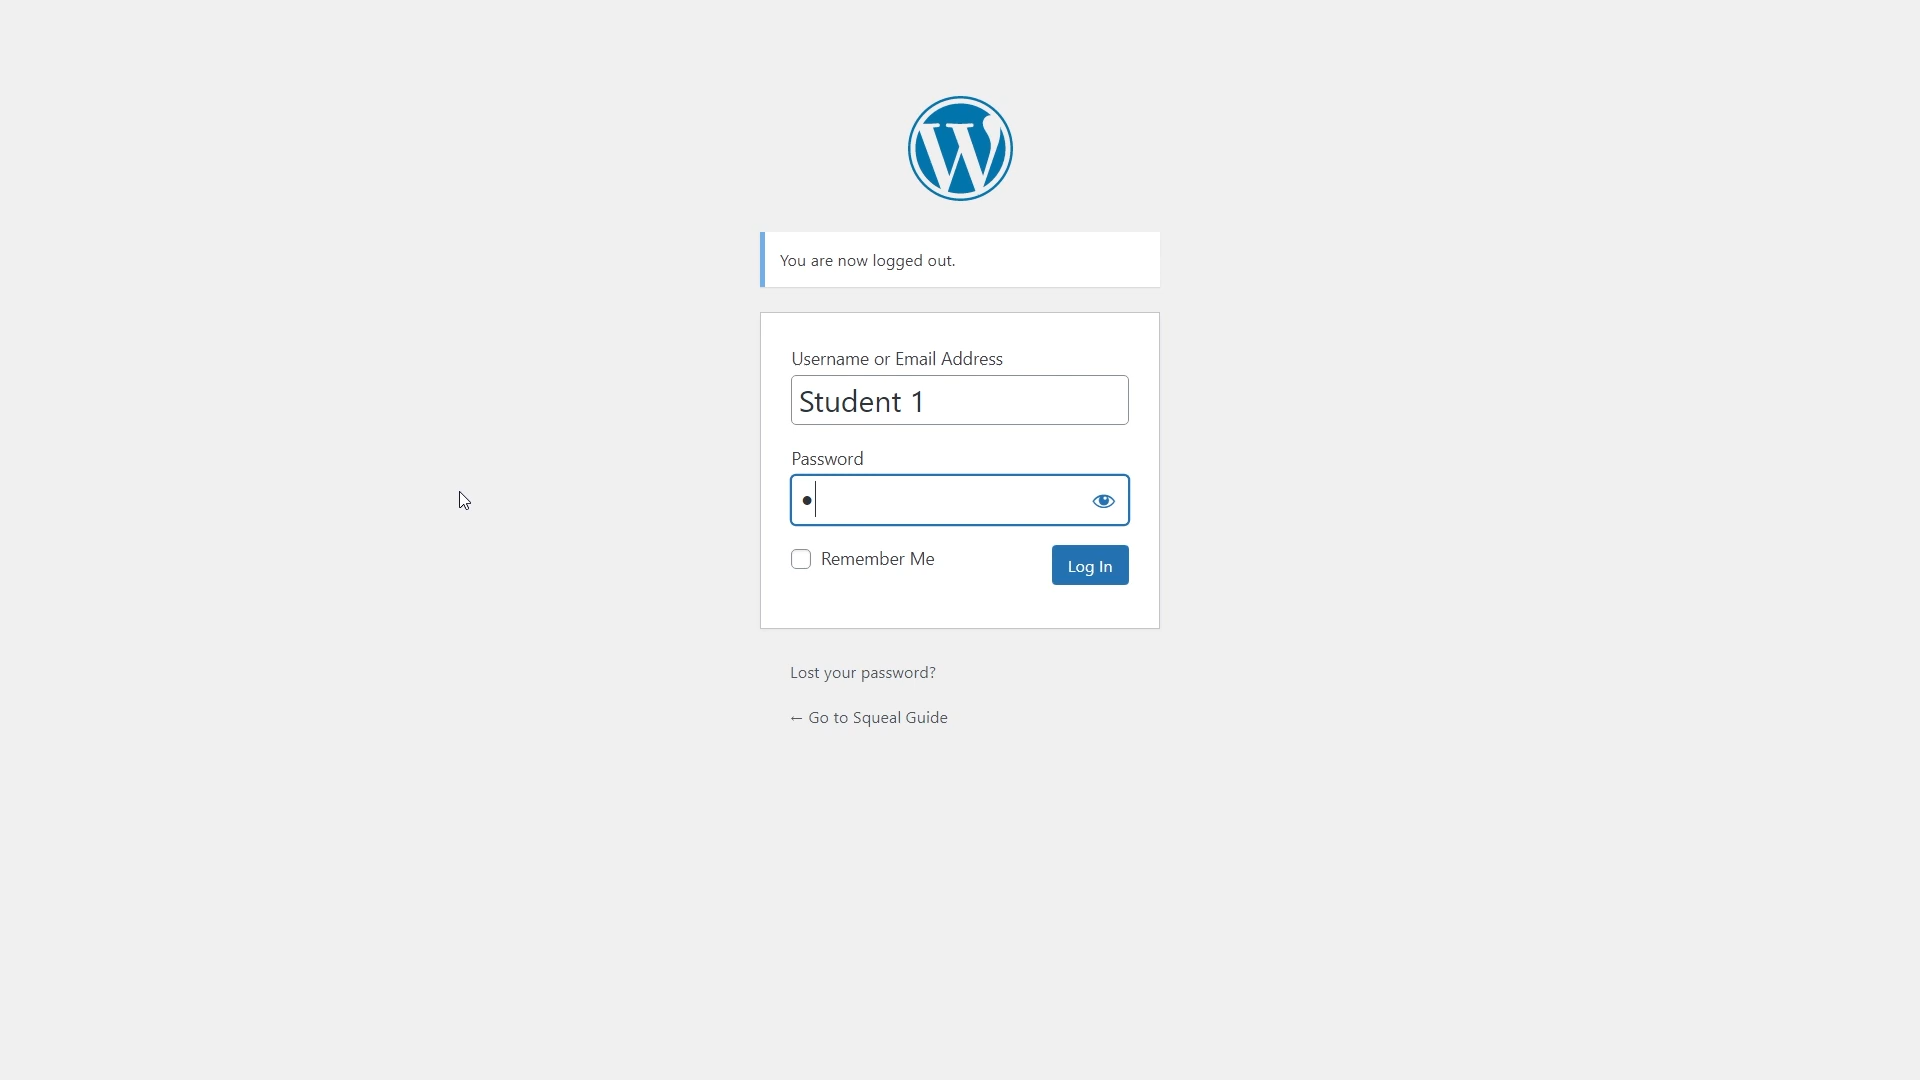 You are now logged out.
Username or Email Address
Student 1
Password
Remember Me
Log In
Lost your password?
← Go to Squeal Guide